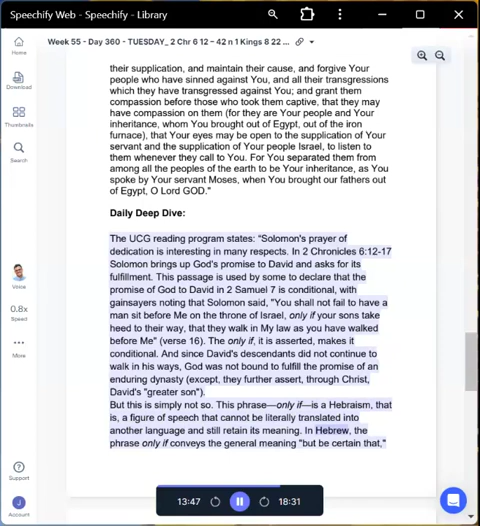 Speechify Web - Speechify - Library
Week 55 - Day 360 - TUESDAY_ 2 Chr 6 12 – 42 n 1 Kings 8 22 ...
Home
Download
Thumbnails
Search
Voice
0.8x
Speed
More
Support
J
Account
their supplication, and maintain their cause, and forgive Your
people who have sinned against You, and all their transgressions
which they have transgressed against You; and grant them
compassion before those who took them captive, that they may
have compassion on them (for they are Your people and Your
inheritance, whom You brought out of Egypt, out of the iron
furnace), that Your eyes may be open to the supplication of Your
servant and the supplication of Your people Israel, to listen to
them whenever they call to You. For You separated them from
among all the peoples of the earth to be Your inheritance, as You
spoke by Your servant Moses, when You brought our fathers out
of Egypt, O Lord GOD."
Daily Deep Dive:
The UCG reading program states: "Solomon's prayer of
dedication is interesting in many respects. In 2 Chronicles 6:12-17
Solomon brings up God's promise to David and asks for its
fulfillment. This passage is used by some to declare that the
promise of God to David in 2 Samuel 7 is conditional, with
gainsayers noting that Solomon said, "You shall not fail to have a
man sit before Me on the throne of Israel, only if your sons take
heed to their way, that they walk in My law as you have walked
before Me" (verse 16). The only if, it is asserted, makes it
conditional. And since David's descendants did not continue to
walk in his ways, God was not bound to fulfill the promise of an
enduring dynasty (except, they further assert, through Christ,
David's "greater son").
But this is simply not so. This phrase—only if—is a Hebraism, that
is, a figure of speech that cannot be literally translated into
another language and still retain its meaning. In Hebrew, the
phrase only if conveys the general meaning "but be certain that,"
13:47
18:31